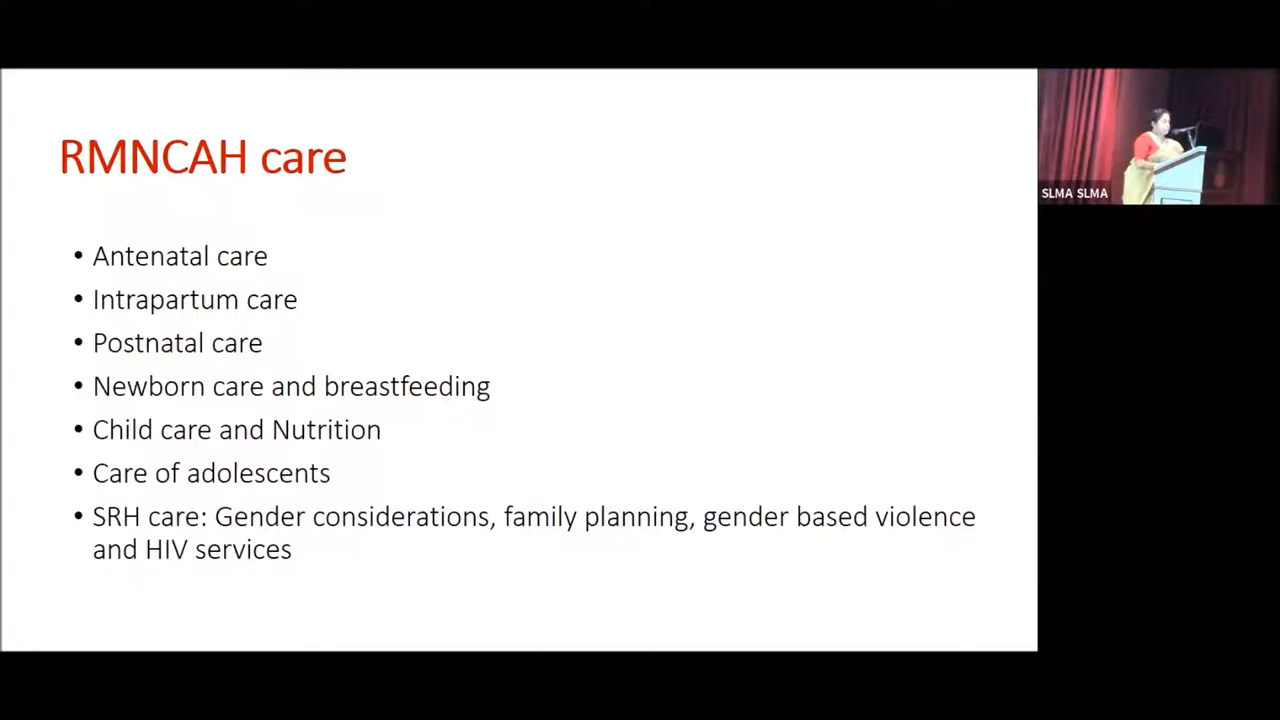 RMNCAH care
• Antenatal care
• Intrapartum care
• Postnatal care
• Newborn care and breastfeeding
• Child care and Nutrition
• Care of adolescents
• SRH care: Gender considerations, family planning, gender based violence
and HIV services
SLMA SLMA